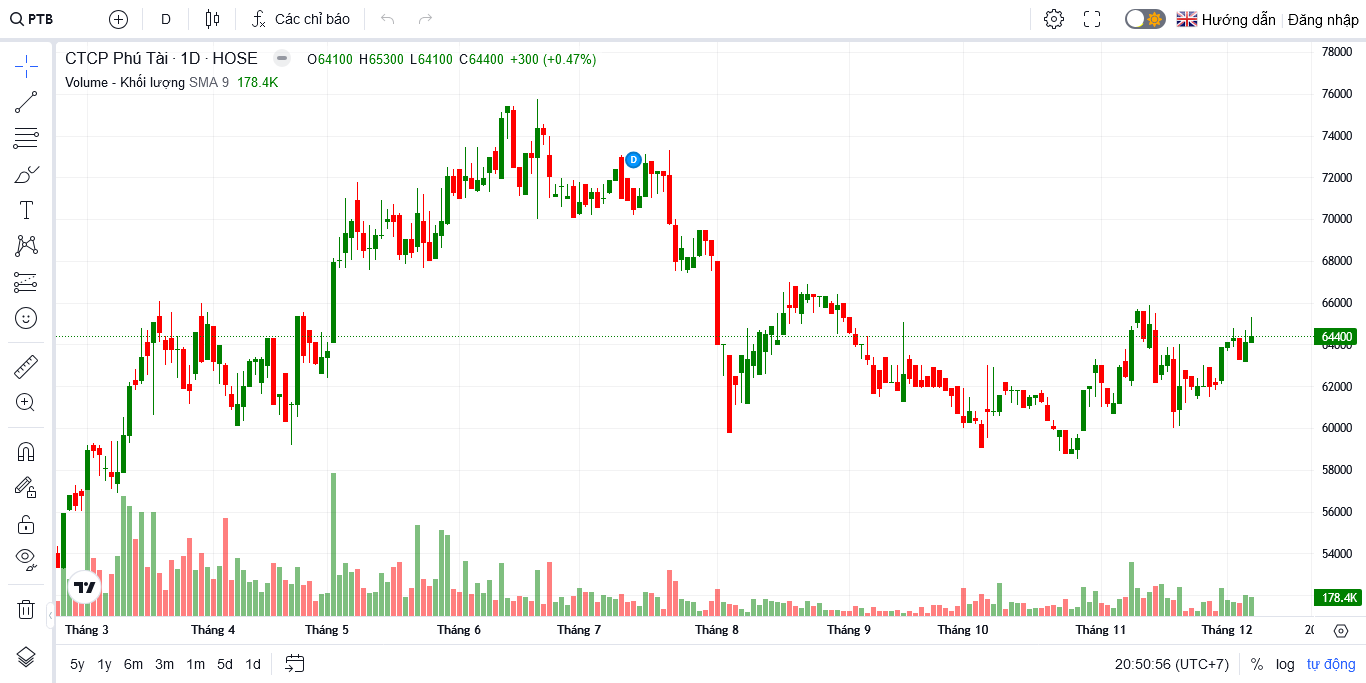 PTB D Các chỉ báo Hướng dẫn Đăng nhập
CTCP Phú Tài · 1D · HOSE O64100 H65300 L64100 C64400 +300 (+0.47%)
Volume - Khối lượng SMA 9 178.4K
D
78000
76000
74000
72000
70000
68000
66000
64400
64000
62000
60000
58000
56000
54000
178.4K
Tháng 3 Tháng 4 Tháng 5 Tháng 6 Tháng 7 Tháng 8 Tháng 9 Tháng 10 Tháng 11 Tháng 12
5y 1y 6m 3m 1m 5d 1d 20:50:56 (UTC+7) % log tự động